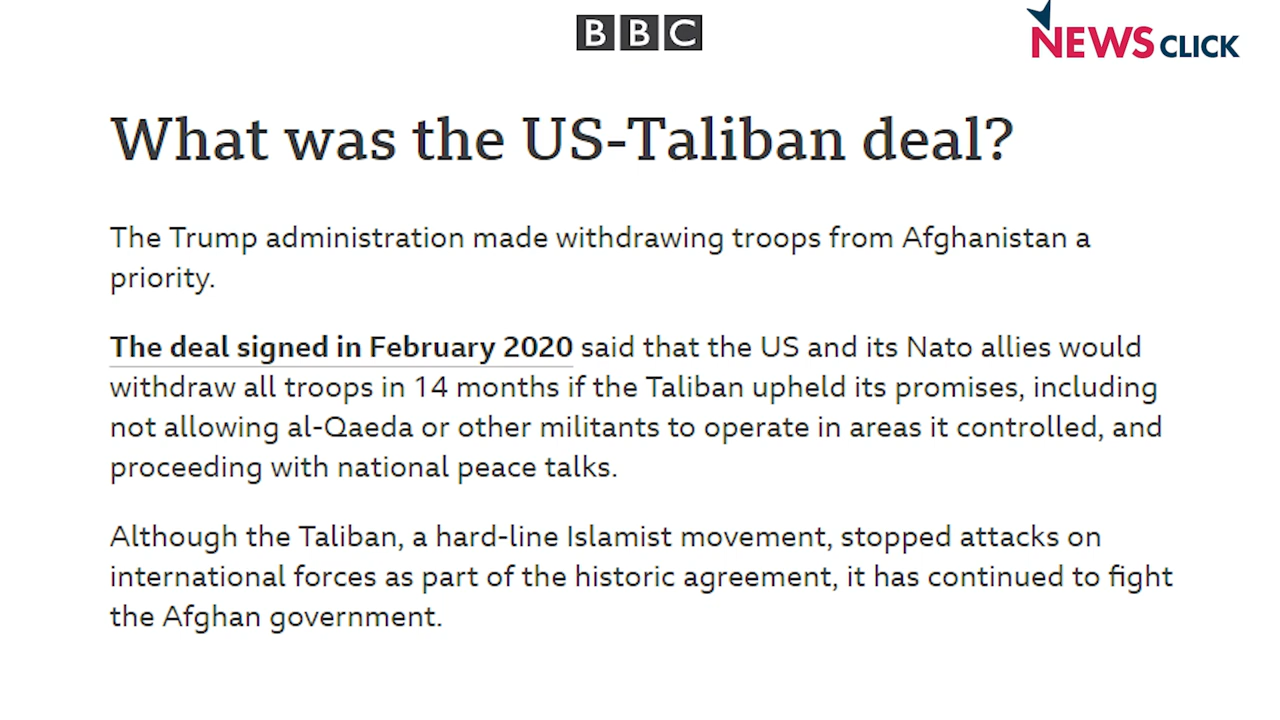 BBC
NEWSCLICK
What was the US-Taliban deal?
The Trump administration made withdrawing troops from Afghanistan a
priority.
The deal signed in February 2020 said that the US and its Nato allies would
withdraw all troops in 14 months if the Taliban upheld its promises, including
not allowing al-Qaeda or other militants to operate in areas it controlled, and
proceeding with national peace talks.
Although the Taliban, a hard-line Islamist movement, stopped attacks on
international forces as part of the historic agreement, it has continued to fight
the Afghan government.